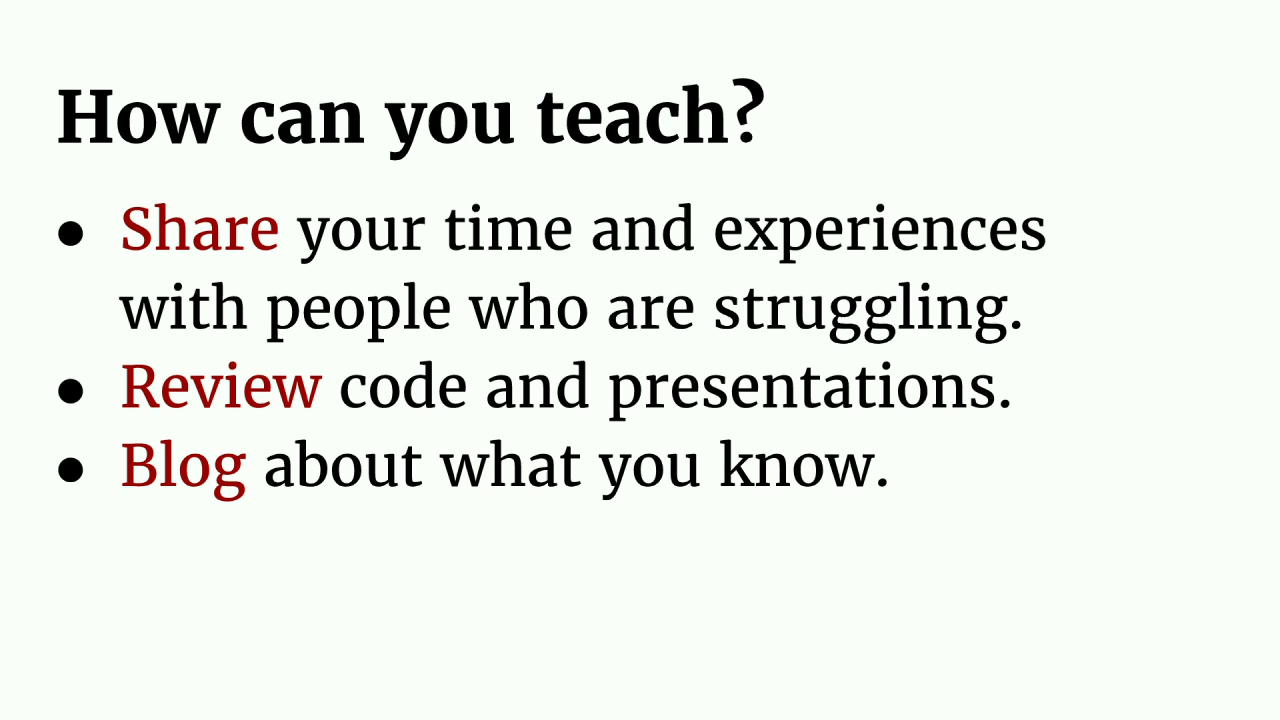 How can you teach?
● Share your time and experiences
with people who are struggling.
● Review code and presentations.
● Blog about what you know.